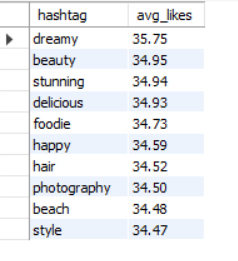 hashtag avg_likes
dreamy 35.75
beauty 34.95
stunning 34.94
delicious 34.93
foodie 34.73
happy 34.59
hair 34.52
photography 34.50
beach 34.48
style 34.47